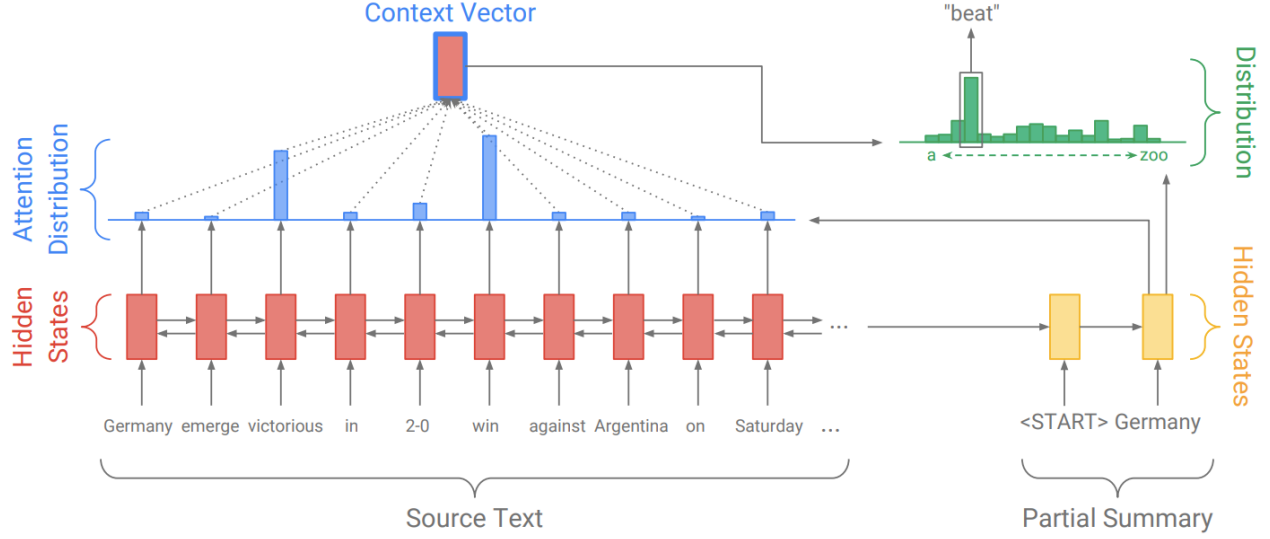 Context Vector
"beat"
Attention
Distribution
a
zoo
Distribution
Hidden
States
...
Hidden States
Germany emerge victorious in 2-0 win against Argentina on Saturday ...
<START> Germany
Source Text
Partial Summary